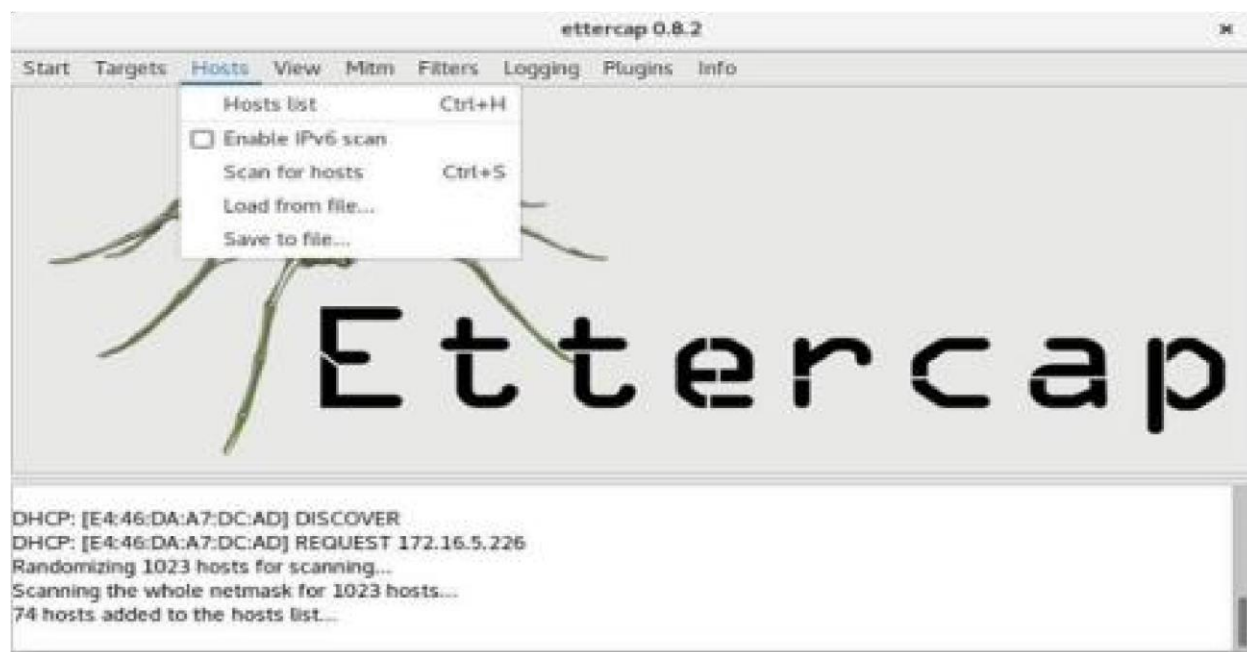 ettercap 0.8.2
Start Targets Hosts View Mitm Filters Logging Plugins Info
Hosts list Ctrl+H
Enable IPv6 scan
Scan for hosts Ctrl+S
Load from file...
Save to file...
Ettercap
DHCP: [E4:46:DA:A7:DC:AD] DISCOVER
DHCP: [E4:46:DA:A7:DC:AD] REQUEST 172.16.5.226
Randomizing 1023 hosts for scanning...
Scanning the whole netmask for 1023 hosts...
74 hosts added to the hosts list...